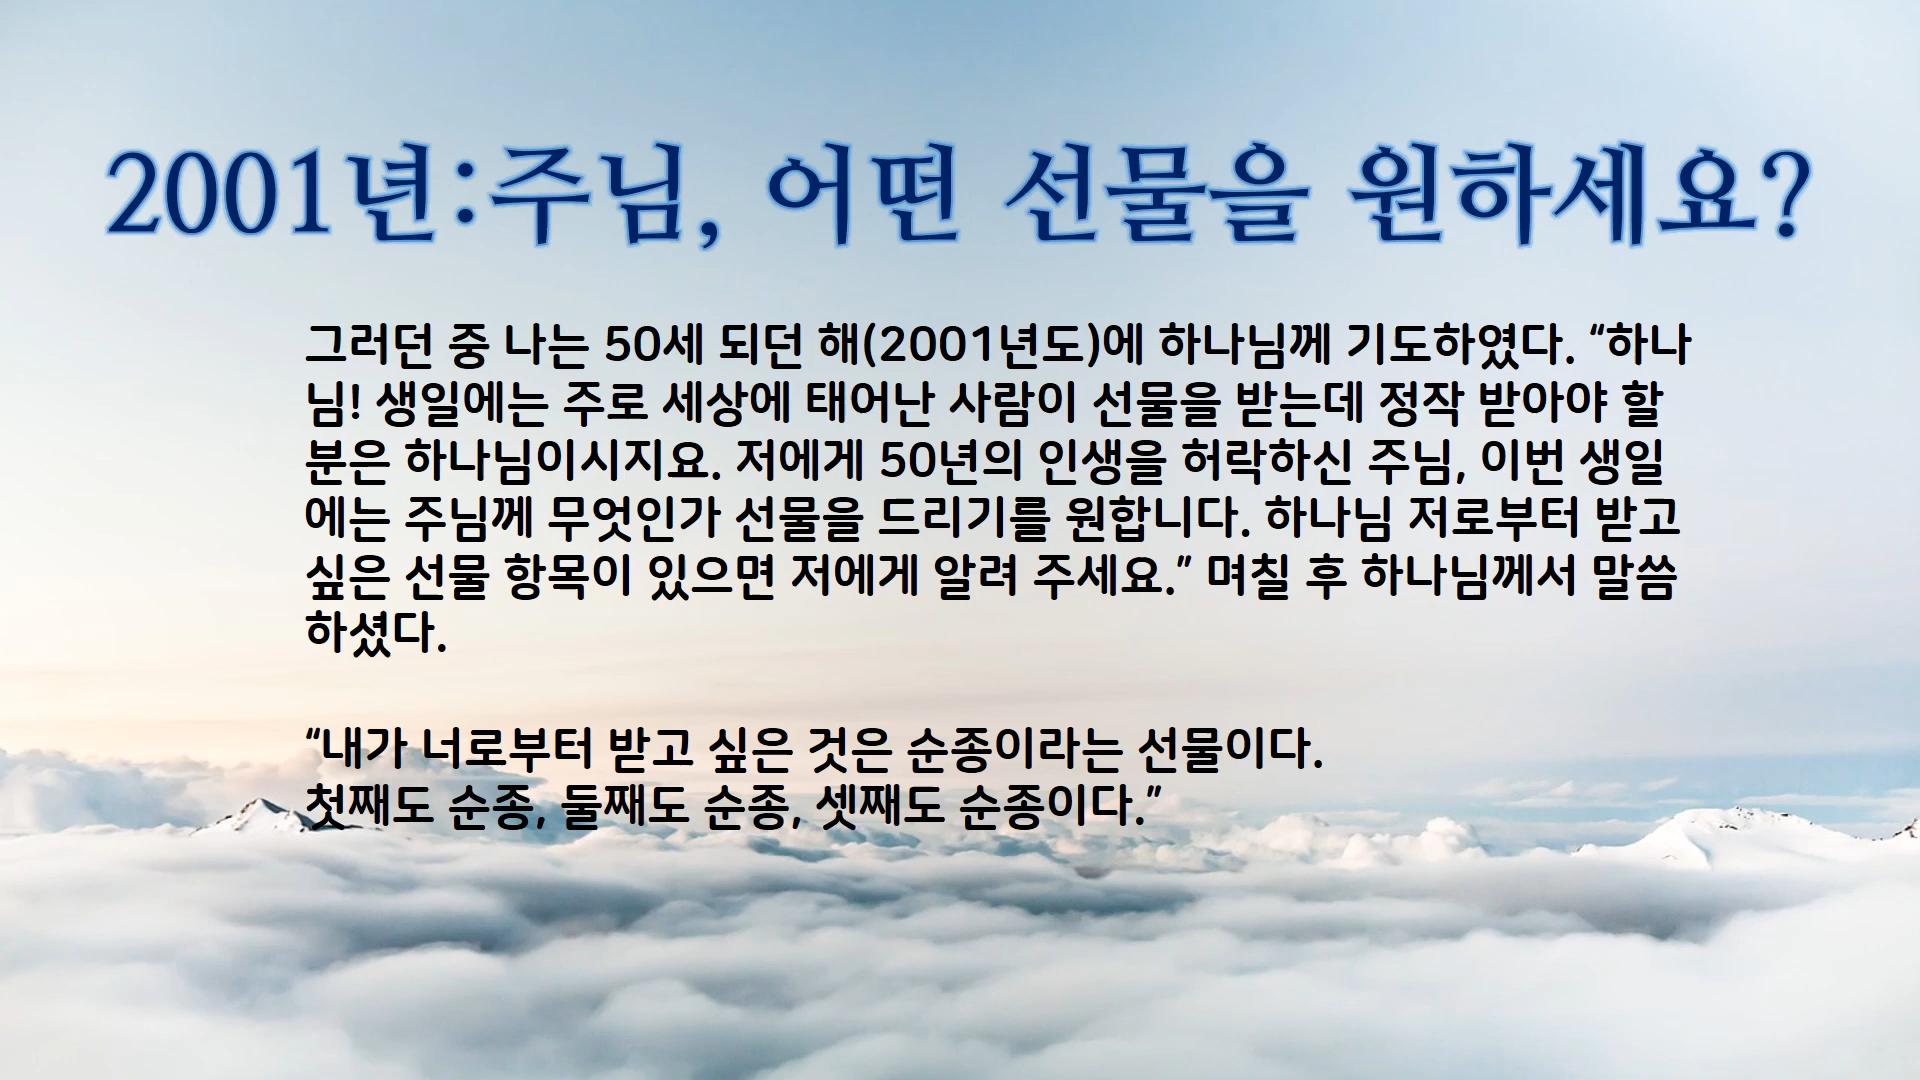 2001년:주님, 어떤 선물을 원하세요?
그러던 중 나는 50세 되던 해(2001년도)에 하나님께 기도하였다. “하나
님! 생일에는 주로 세상에 태어난 사람이 선물을 받는데 정작 받아야 할
분은 하나님이시지요. 저에게 50년의 인생을 허락하신 주님, 이번 생일
에는 주님께 무엇인가 선물을 드리기를 원합니다. 하나님 저로부터 받고
싶은 선물 항목이 있으면 저에게 알려 주세요.” 며칠 후 하나님께서 말씀
하셨다.
“내가 너로부터 받고 싶은 것은 순종이라는 선물이다.
첫째도 순종, 둘째도 순종, 셋째도 순종이다.”